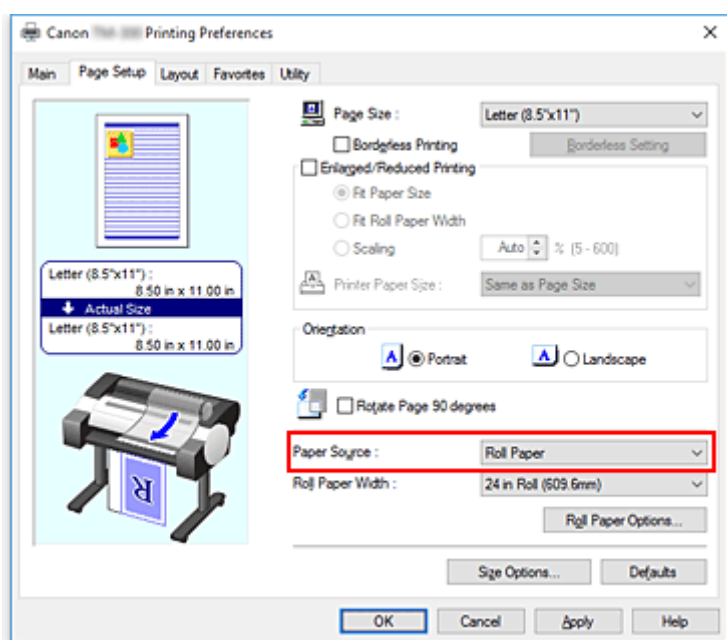 Canon Printing Preferences
Main Page Setup Layout Favorites Utility
Page Size : Letter (8.5"x11")
Borderless Printing Borderless Setting
Enlarged/Reduced Printing
Fit Paper Size
Fit Roll Paper Width
Scaling Auto % (5 - 600)
Printer Paper Size : Same as Page Size
Letter (8.5"x11") :
8.50 in x 11.00 in
Actual Size
Letter (8.5"x11") :
8.50 in x 11.00 in
Orientation
A Portrait A Landscape
Rotate Page 90 degrees
Paper Source : Roll Paper
Roll Paper Width : 24 in Roll (609.6mm)
Roll Paper Options...
R
Size Options... Defaults
OK Cancel Apply Help